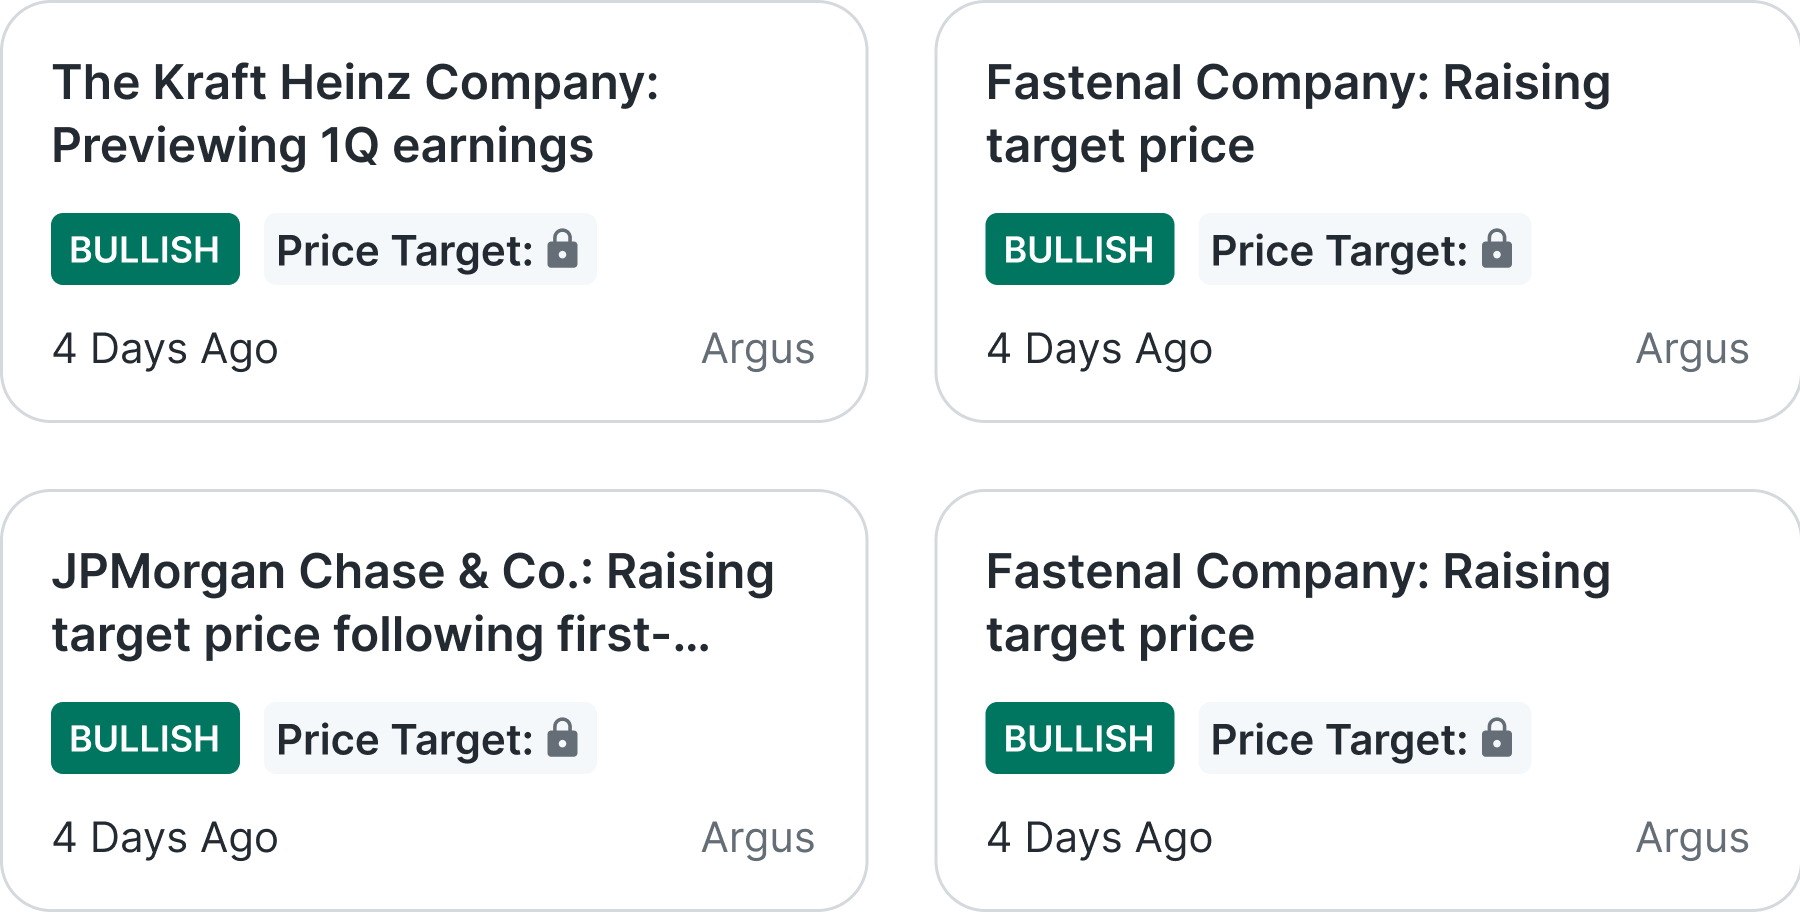 The Kraft Heinz Company:
Previewing 1Q earnings
BULLISH
Price Target:
4 Days Ago
Argus
Fastenal Company: Raising
target price
BULLISH
Price Target:
4 Days Ago
Argus
JPMorgan Chase & Co.: Raising
target price following first-...
BULLISH
Price Target:
4 Days Ago
Argus
Fastenal Company: Raising
target price
BULLISH
Price Target:
4 Days Ago
Argus